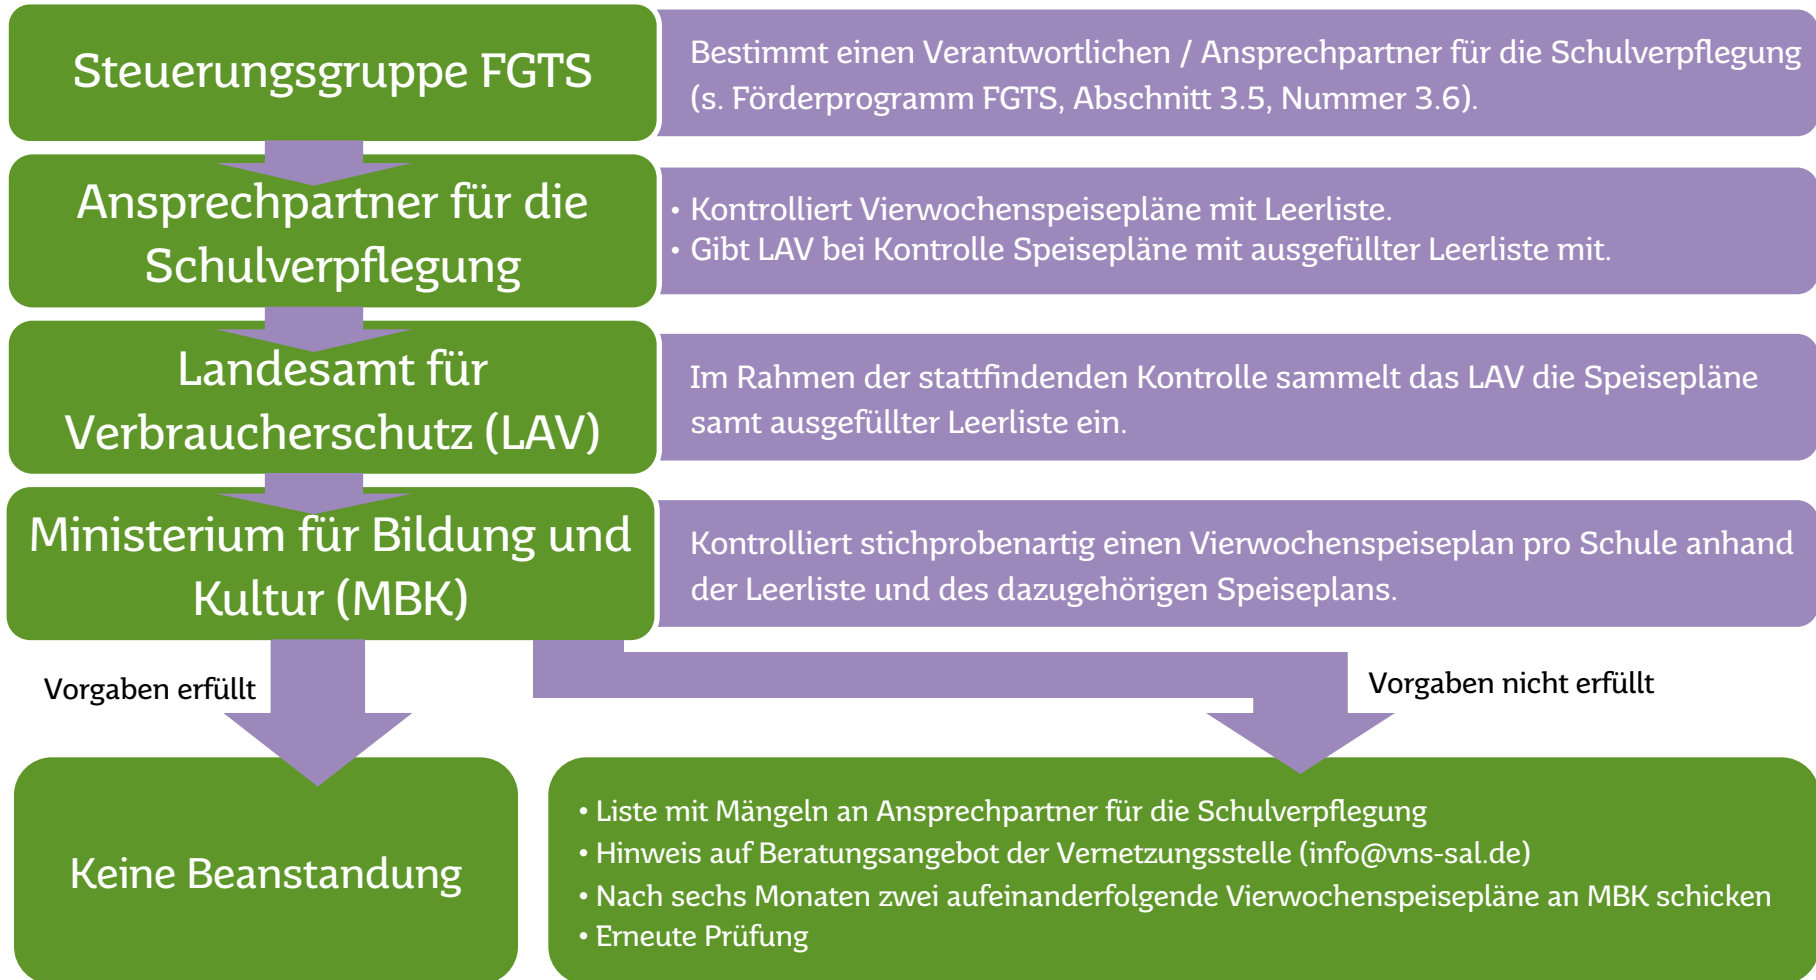 Steuerungsgruppe FGTS
Bestimmt einen Verantwortlichen / Ansprechpartner für die Schulverpflegung
(s. Förderprogramm FGTS, Abschnitt 3.5, Nummer 3.6).
Ansprechpartner für die
Schulverpflegung
• Kontrolliert Vierwochenspeisepläne mit Leerliste.
• Gibt LAV bei Kontrolle Speisepläne mit ausgefüllter Leerliste mit.
Landesamt für
Verbraucherschutz (LAV)
Im Rahmen der stattfindenden Kontrolle sammelt das LAV die Speisepläne
samt ausgefüllter Leerliste ein.
Ministerium für Bildung und
Kultur (MBK)
Kontrolliert stichprobenartig einen Vierwochenspeiseplan pro Schule anhand
der Leerliste und des dazugehörigen Speiseplans.
Vorgaben erfüllt
Vorgaben nicht erfüllt
Keine Beanstandung
• Liste mit Mängeln an Ansprechpartner für die Schulverpflegung
• Hinweis auf Beratungsangebot der Vernetzungsstelle (info@vns-sal.de)
• Nach sechs Monaten zwei aufeinanderfolgende Vierwochenspeisepläne an MBK schicken
• Erneute Prüfung